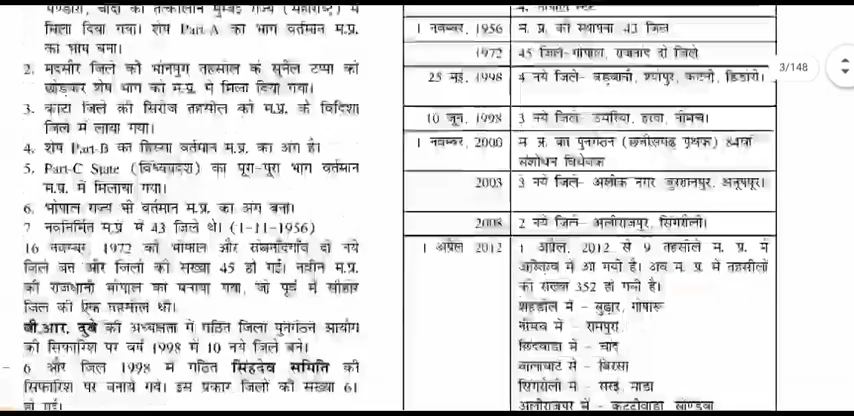 मिला दिया गया। शेष Part A का भाग वर्तमान म.प्र.
का भाग बना।
2. मंदसौर जिले की भानपुरा तहसील के सुनेल टप्पा को
छोड़कर शेष भाग को म.प्र. में मिला दिया गया।
3. कोटा जिले की सिरोंज तहसील को म.प्र. के विदिशा
जिले में लाया गया।
4. शेष Part-B का हिस्सा वर्तमान म.प्र. का अंग है।
5. Part-C State (विंध्यप्रदेश) का पूरा-पूरा भाग वर्तमान
म.प्र. में मिलाया गया।
6. भोपाल राज्य भी वर्तमान म.प्र. का अंग बना।
7 नवनिर्मित म.प्र में 43 जिले थे। (1-11-1956)
16 नवम्बर, 1972 को भोपाल और राजनांदगाँव दो नये
जिले बने और जिलों की संख्या 45 हो गई। नवीन म.प्र.
की राजधानी भोपाल को बनाया गया, जो पूर्व में सीहोर
जिले की एक तहसील थी।
बी.आर. दुबे की अध्यक्षता में गठित जिला पुनर्गठन आयोग
की सिफारिश पर वर्ष 1998 में 10 नये जिले बने।
6 और जिले 1998 में गठित सिंहदेव समिति की
सिफारिश पर बनाये गये। इस प्रकार जिलों की संख्या 61
हो गई।
1 नवम्बर, 1956 म. प्र. की स्थापना 43 जिले
1972 45 जिले- भोपाल, राजनांद दो जिले
25 मई, 1998 4 नये जिले- बड़वानी, श्योपुर, कटनी, डिंडोरी।
10 जून, 1998 3 नये जिले उमरिया, हरदा, नीमच।
1 नवम्बर, 2000 म प्र. का पुनर्गठन (छत्तीसगढ़ पृथक) 84वां
संशोधन विधेयक
2003 3 नये जिले- अशोक नगर बुरहानपुर, अनूपपुर।
2008 2 नये जिले- अलीराजपुर, सिंगरौली।
1 अप्रैल 2012 1 अप्रैल, 2012 से 9 तहसीलें म. प्र. में
अस्तित्व में आ गयी हैं। अब म. प्र में तहसीलों
की संख्या 352 हो गयी है।
शहडोल में - बुढ़ार, गोपारू
नीमच में - रामपुरा
छिंदवाड़ा में - चांद
बालाघाट में - बिरसा
सिंगरौली में - सरई, माडा
अलीराजपुर में - कट्ठीवाड़ा सोण्डवा
3/148